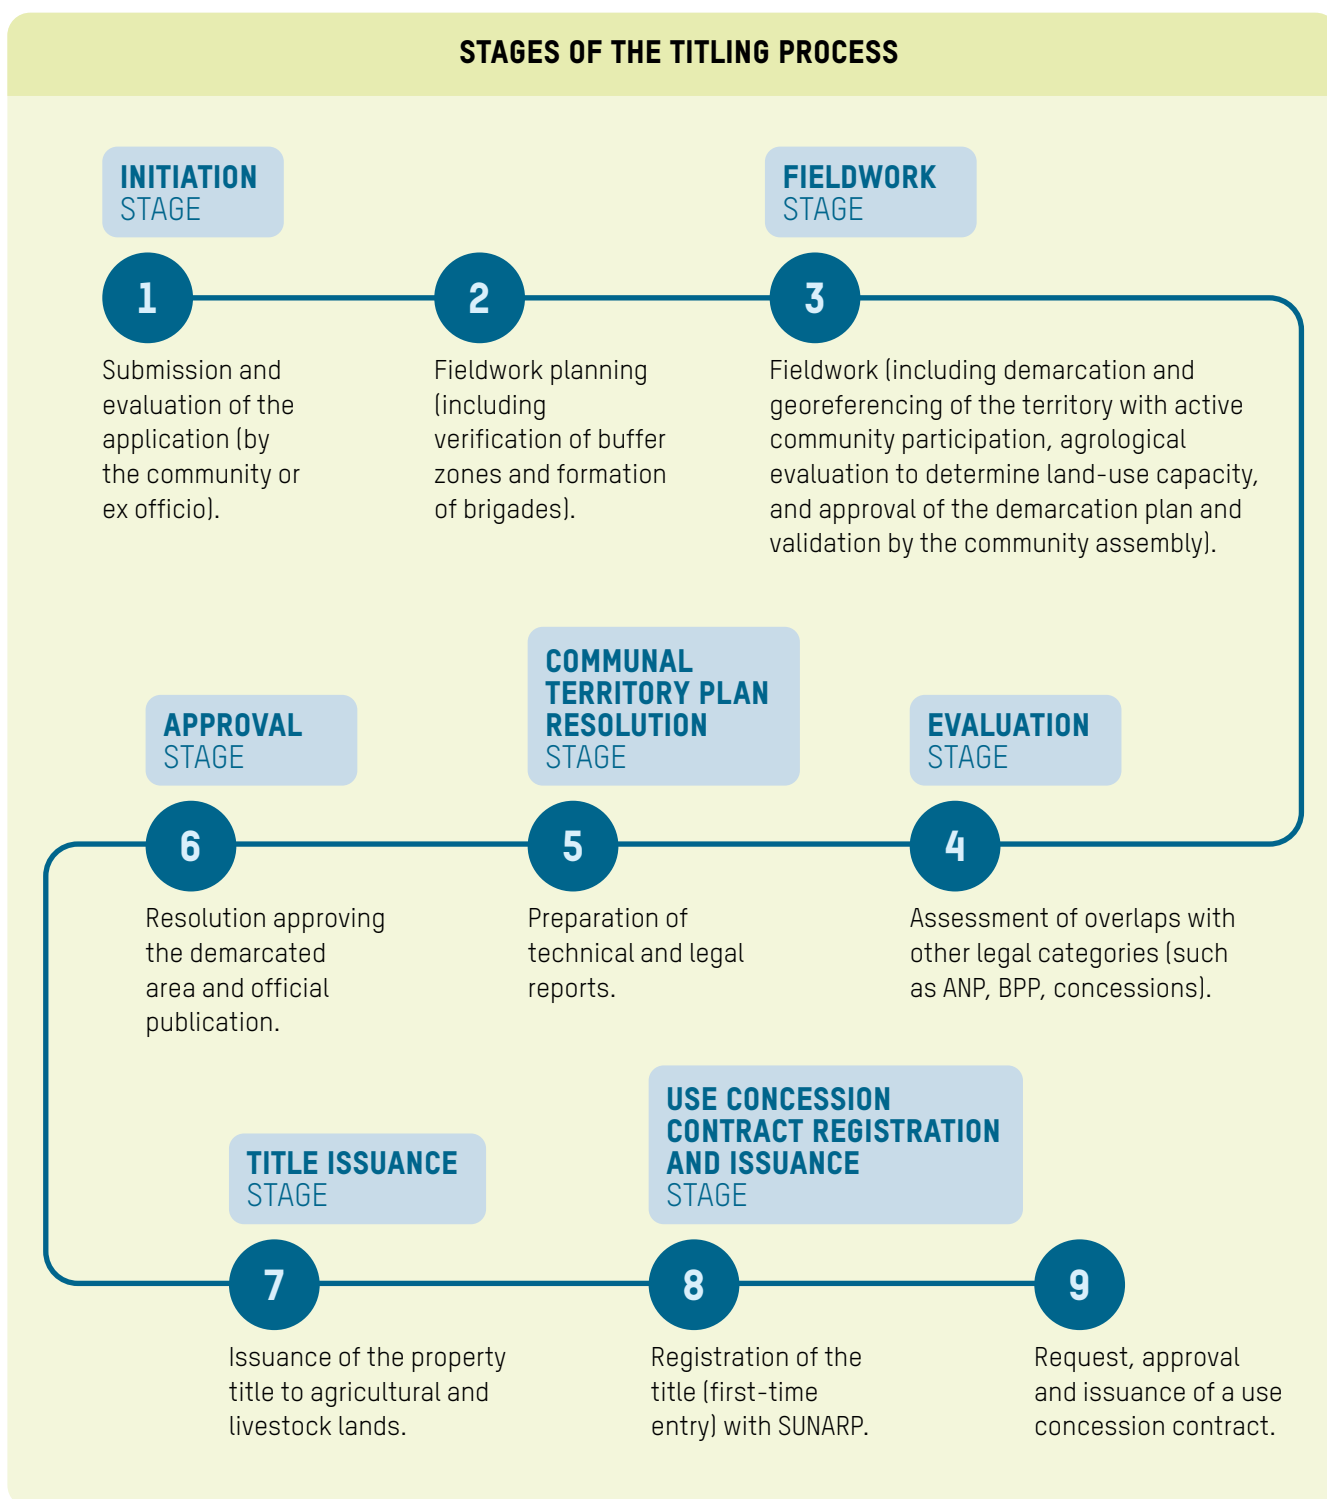 STAGES OF THE TITLING PROCESS
INITIATION
STAGE
1
Submission and
evaluation of the
application (by
the community or
ex officio).
2
Fieldwork planning
(including
verification of buffer
zones and formation
of brigades).
FIELDWORK
STAGE
3
Fieldwork (including demarcation and
georeferencing of the territory with active
community participation, agrological
evaluation to determine land-use capacity,
and approval of the demarcation plan and
validation by the community assembly).
EVALUATION
STAGE
4
Assessment of overlaps with
other legal categories (such
as ANP, BPP, concessions).
COMMUNAL
TERRITORY PLAN
RESOLUTION
STAGE
5
Preparation of
technical and legal
reports.
APPROVAL
STAGE
6
Resolution approving
the demarcated
area and official
publication.
TITLE ISSUANCE
STAGE
7
Issuance of the property
title to agricultural and
livestock lands.
USE CONCESSION
CONTRACT REGISTRATION
AND ISSUANCE
STAGE
8
Registration of the
title (first-time
entry) with SUNARP.
9
Request, approval
and issuance of a use
concession contract.